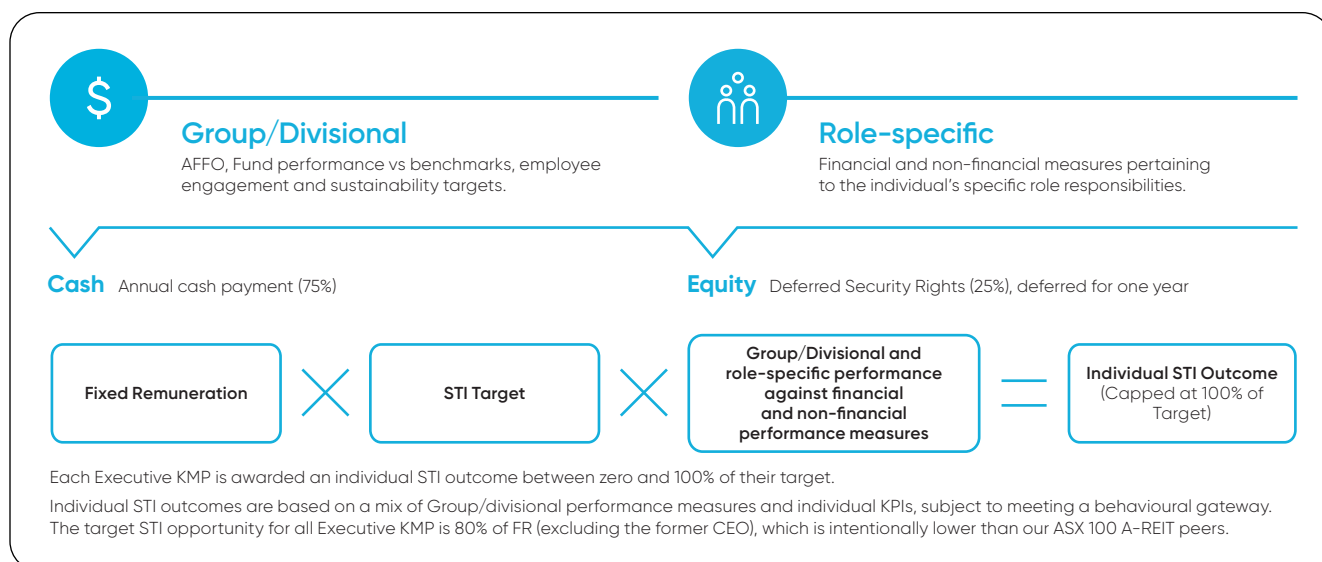 $
Group/Divisional
AFFO, Fund performance vs benchmarks, employee
engagement and sustainability targets.
Role-specific
Financial and non-financial measures pertaining
to the individual's specific role responsibilities.
Cash Annual cash payment (75%)
Equity Deferred Security Rights (25%), deferred for one year
Fixed Remuneration
STI Target
Group/Divisional and
role-specific performance
against financial
and non-financial
performance measures
Individual STI Outcome
(Capped at 100% of
Target)
Each Executive KMP is awarded an individual STI outcome between zero and 100% of their target.
Individual STI outcomes are based on a mix of Group/divisional performance measures and individual KPIs, subject to meeting a behavioural gateway.
The target STI opportunity for all Executive KMP is 80% of FR (excluding the former CEO), which is intentionally lower than our ASX 100 A-REIT peers.